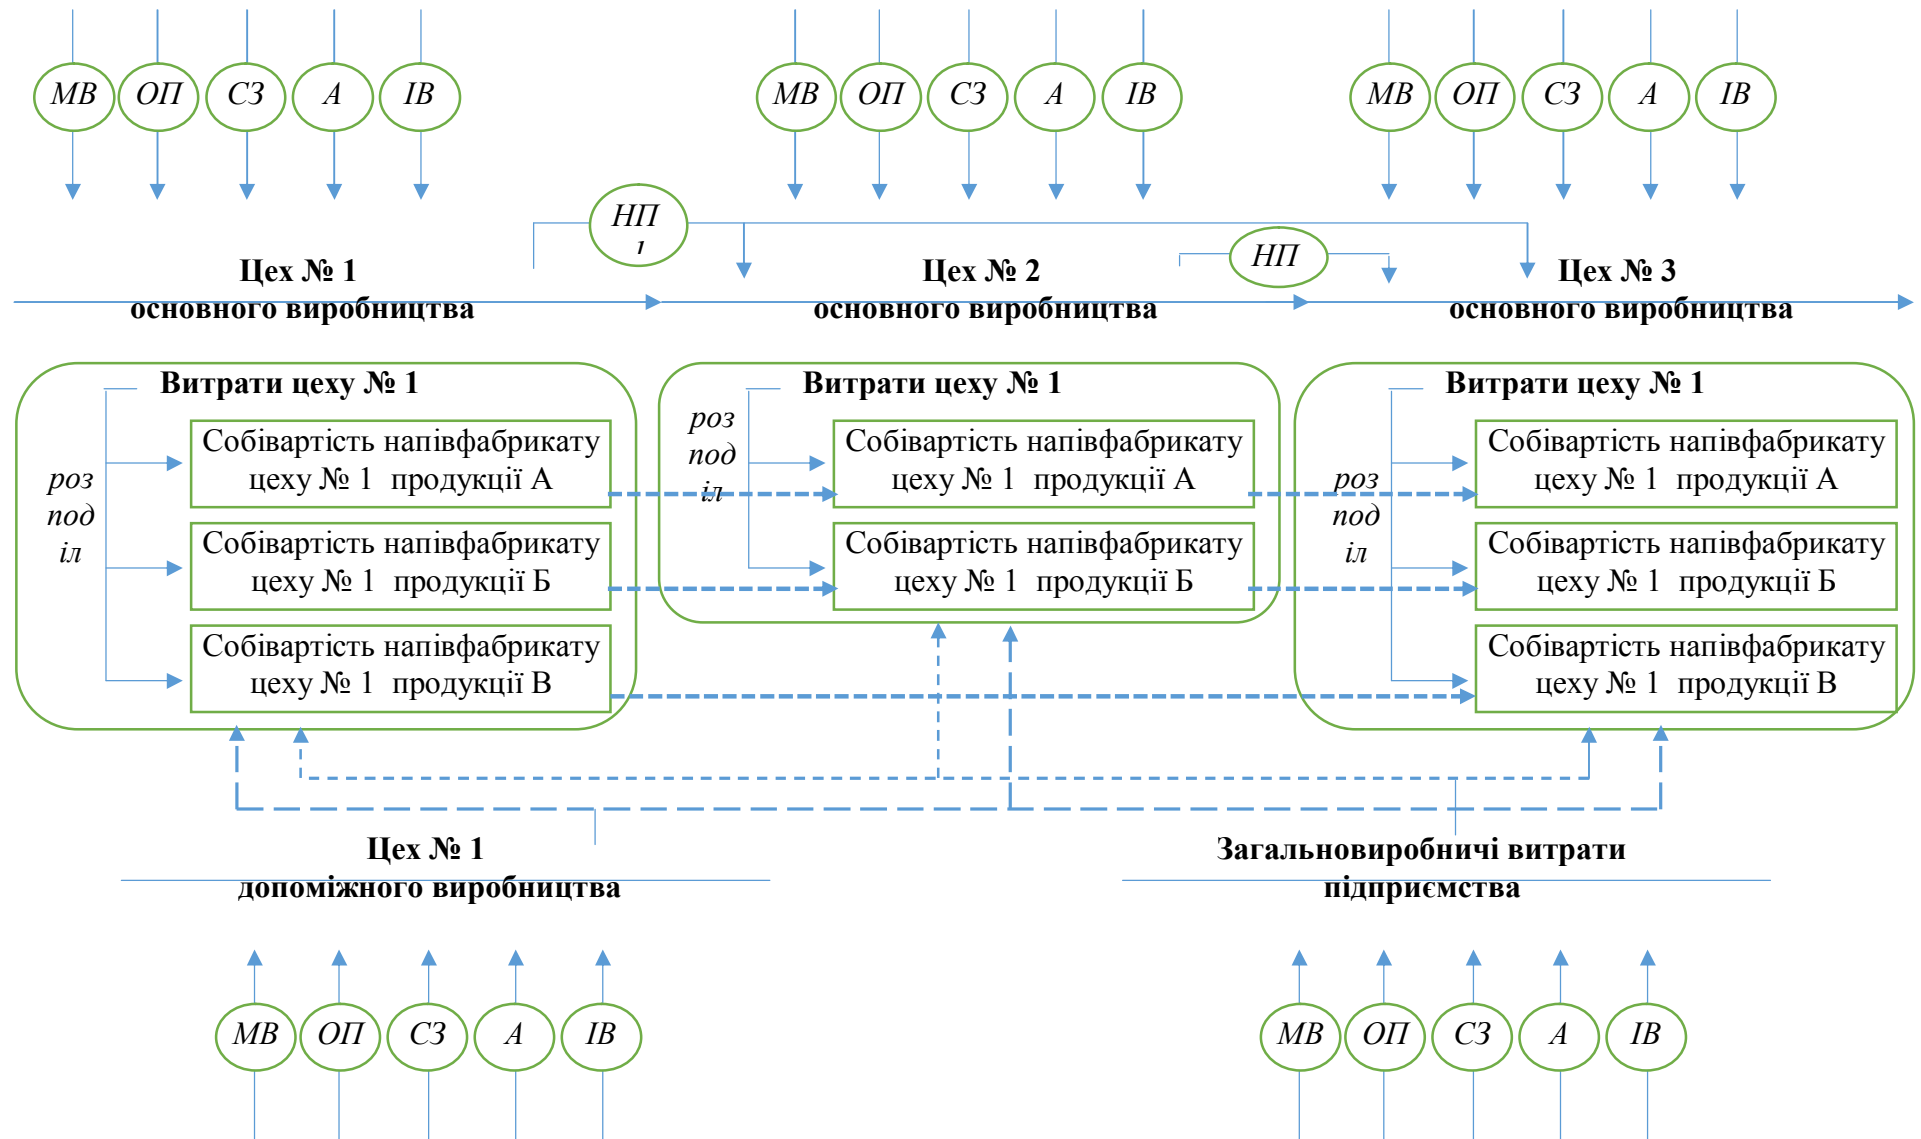 МВ ОП СЗ А ІВ
МВ ОП СЗ А ІВ
МВ ОП СЗ А ІВ
НП
1
НП
Цех № 1
основного виробництва
Цех № 2
основного виробництва
Цех № 3
основного виробництва
Витрати цеху № 1
роз
под
іл
Собівартість напівфабрикату
цеху № 1 продукції А
Собівартість напівфабрикату
цеху № 1 продукції Б
Собівартість напівфабрикату
цеху № 1 продукції В
Витрати цеху № 1
роз
под
іл
Собівартість напівфабрикату
цеху № 1 продукції А
Собівартість напівфабрикату
цеху № 1 продукції Б
Витрати цеху № 1
роз
под
іл
Собівартість напівфабрикату
цеху № 1 продукції А
Собівартість напівфабрикату
цеху № 1 продукції Б
Собівартість напівфабрикату
цеху № 1 продукції В
Цех № 1
допоміжного виробництва
Загальновиробничі витрати
підприємства
МВ ОП СЗ А ІВ
МВ ОП СЗ А ІВ